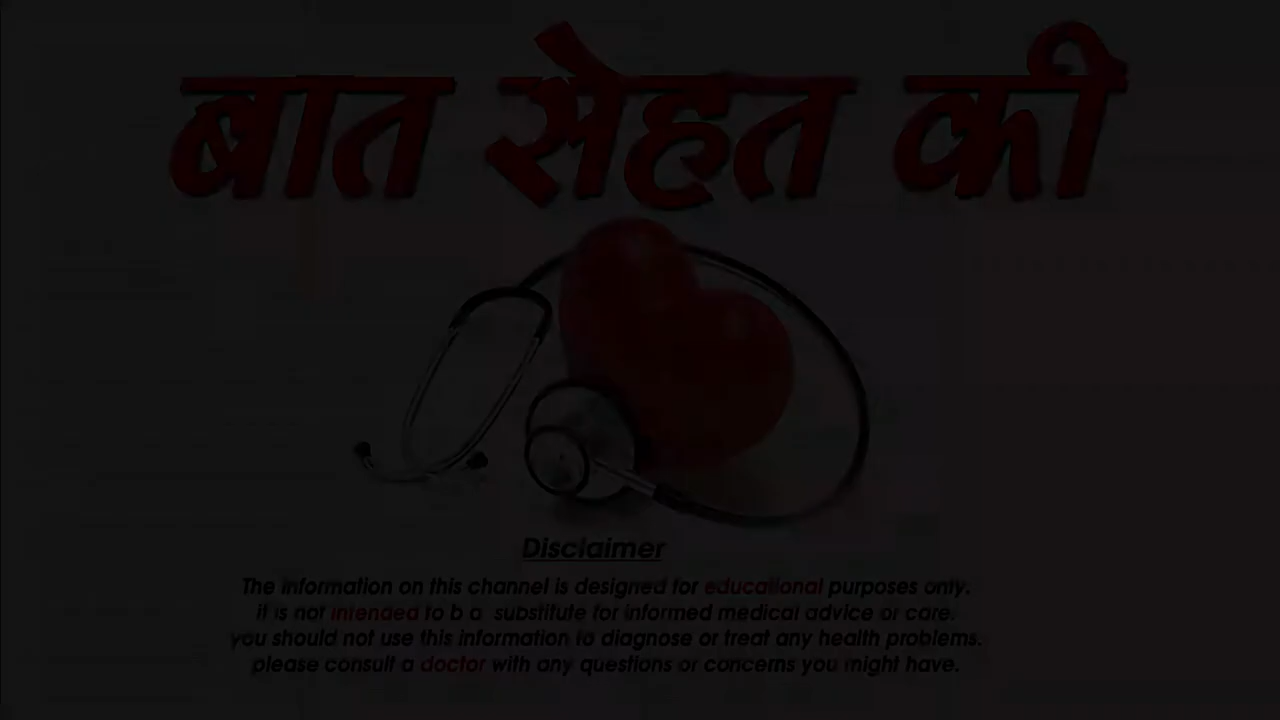 बात सेहत की
Disclaimer
The information on this channel is designed for educational purposes only.
it is not intended to b a substitute for informed medical advice or care.
you should not use this information to diagnose or treat any health problems.
please consult a doctor with any questions or concerns you might have.